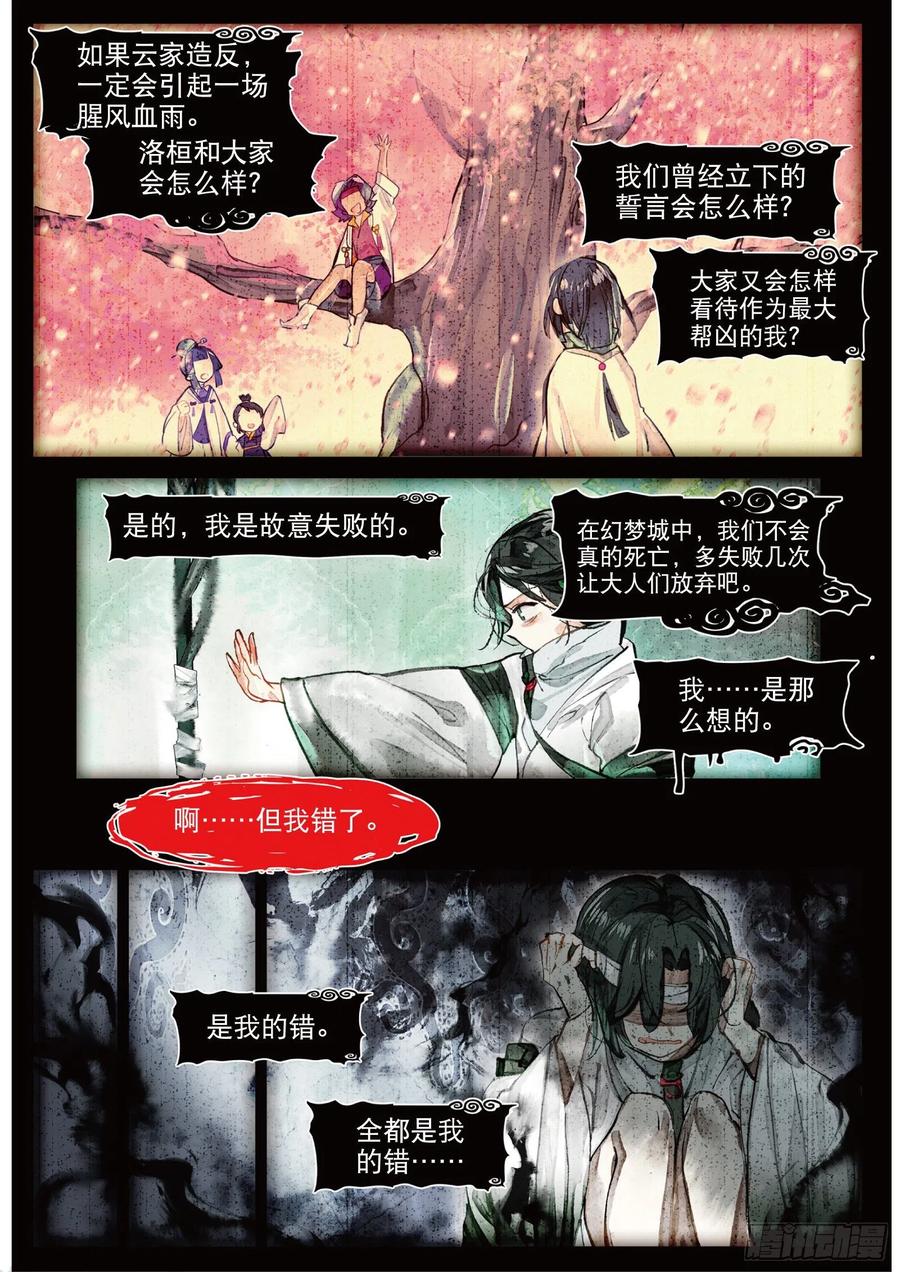 如果云家造反，
一定会引起一场
腥风血雨。
洛桓和大家
会怎么样？
我们曾经立下的
誓言会怎么样？
大家又会怎样
看待作为最大
帮凶的我？
是的，我是故意失败的。
在幻梦城中，我们不会
真的死亡，多失败几次
让大人们放弃吧。
我……是那
么想的。
啊……但我错了。
是我的错。
全都是我
的错……
腾讯动漫